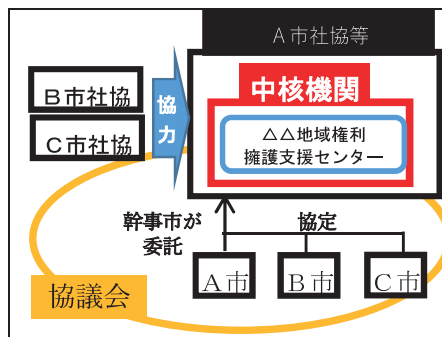 A市社協等
B市社協
C市社協
協力
中核機関
△△地域権利
擁護支援センター
幹事市が
委託
協定
A市
B市
C市
協議会